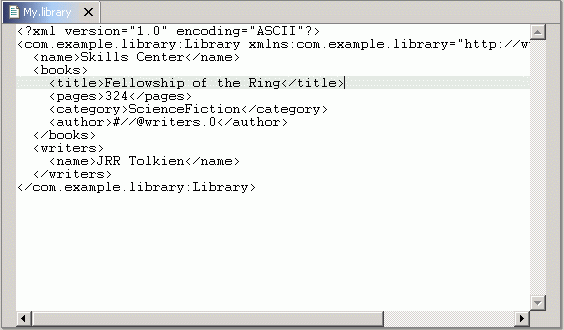 My.library
<?xml version="1.0" encoding="ASCII"?>
<com.example.library:Library xmlns:com.example.library="http://w
<name>Skills Center</name>
<books>
<title>Fellowship of the Ring</title>
<pages>324</pages>
<category>ScienceFiction</category>
<author>#//@writers.0</author>
</books>
<writers>
<name>JRR Tolkien</name>
</writers>
</com.example.library:Library>